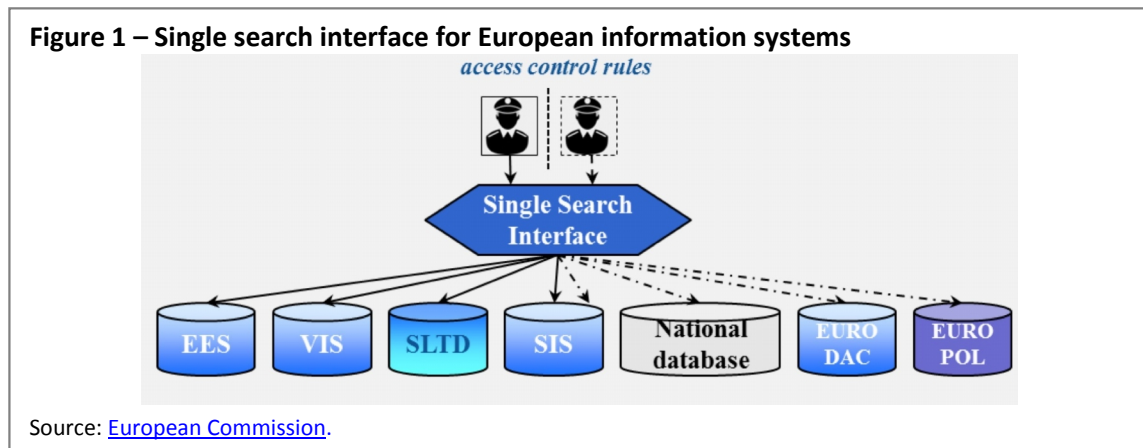 Figure 1 – Single search interface for European information systems
access control rules
Single Search
Interface
EES
VIS
SLTD
SIS
National
database
EURO
DAC
EURO
POL
Source: European Commission.